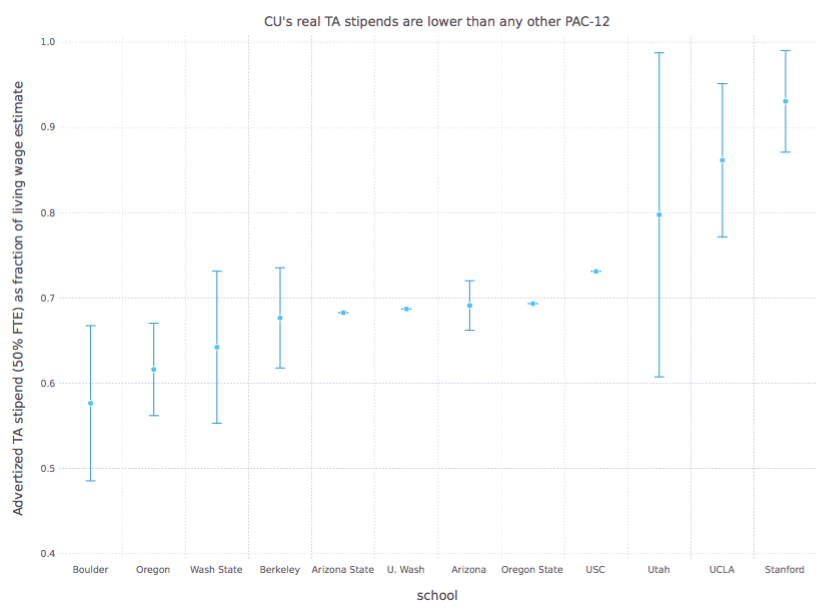 CU's real TA stipends are lower than any other PAC-12
Advertized TA stipend (50% FTE) as fraction of living wage estimate
1.0
0.9
0.8
0.7
0.6
0.5
0.4
Boulder Oregon Wash State Berkeley Arizona State U. Wash Arizona Oregon State USC Utah UCLA Stanford
school